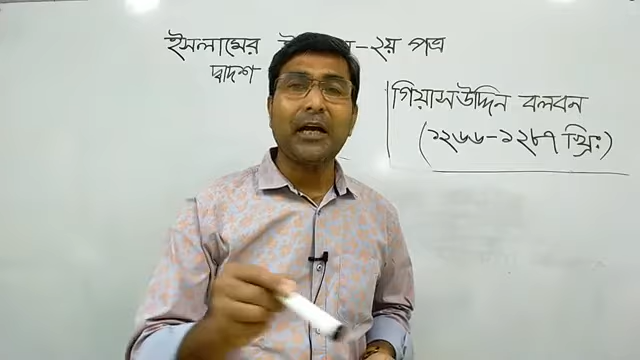 ইসলামের – ২য় পত্র
দ্বাদশ
গিয়াসউদ্দিন বলবন
(১২৬৬–১২৮৭ খ্রিঃ)